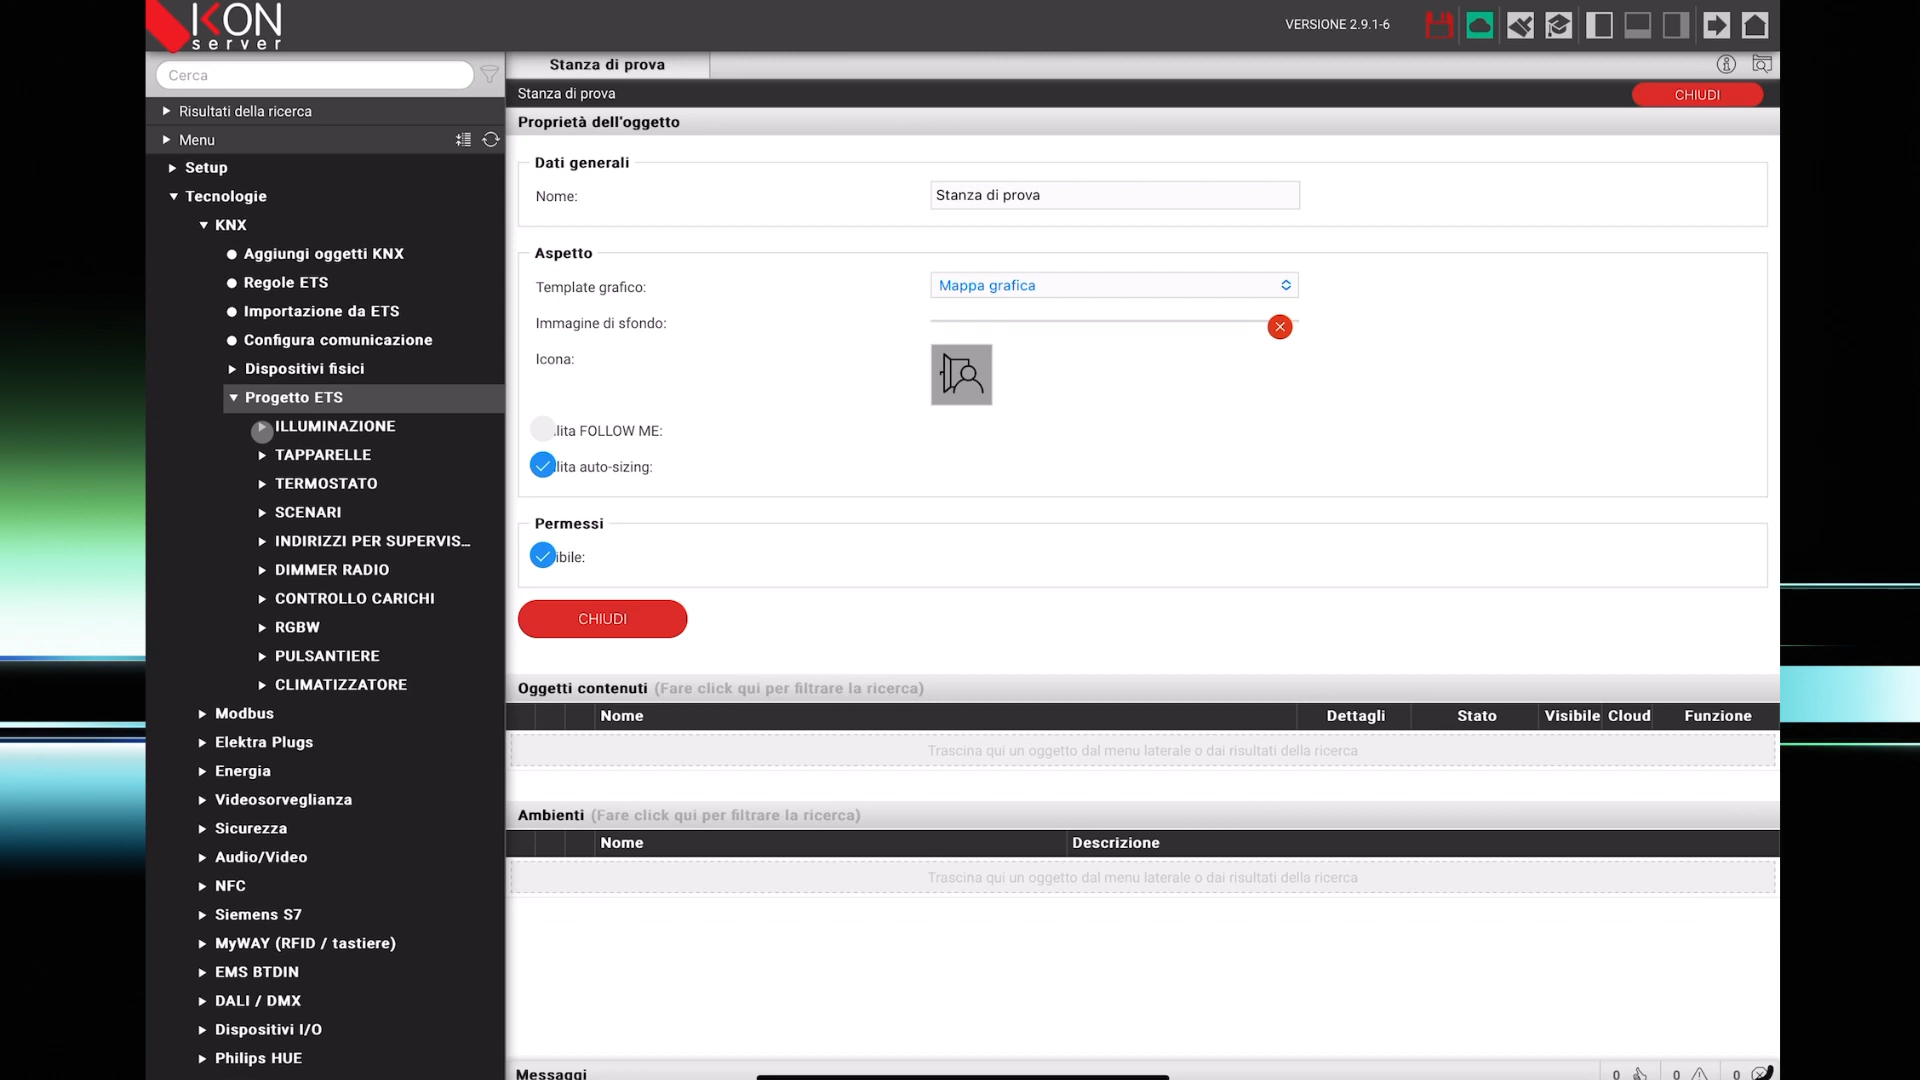 IKON
server
VERSIONE 2.9.1-6
Cerca
Stanza di prova
Stanza di prova
CHIUDI
Risultati della ricerca
Menu
Setup
Tecnologie
KNX
Aggiungi oggetti KNX
Regole ETS
Importazione da ETS
Configura comunicazione
Dispositivi fisici
Progetto ETS
ILLUMINAZIONE
TAPPARELLE
TERMOSTATO
SCENARI
INDIRIZZI PER SUPERVIS...
DIMMER RADIO
CONTROLLO CARICHI
RGBW
PULSANTIERE
CLIMATIZZATORE
Modbus
Elektra Plugs
Energia
Videosorveglianza
Sicurezza
Audio/Video
NFC
Siemens S7
MyWAY (RFID / tastiere)
EMS BTDIN
DALI / DMX
Dispositivi I/O
Philips HUE
Proprietà dell'oggetto
Dati generali
Nome: Stanza di prova
Aspetto
Template grafico: Mappa grafica
Immagine di sfondo:
Icona:
lita FOLLOW ME:
lita auto-sizing:
Permessi
ibile:
CHIUDI
Oggetti contenuti (Fare click qui per filtrare la ricerca)
Nome Dettagli Stato Visibile Cloud Funzione
Trascina qui un oggetto dal menu laterale o dai risultati della ricerca
Ambienti (Fare click qui per filtrare la ricerca)
Nome Descrizione
Trascina qui un oggetto dal menu laterale o dai risultati della ricerca
Messaggi 0 0 0